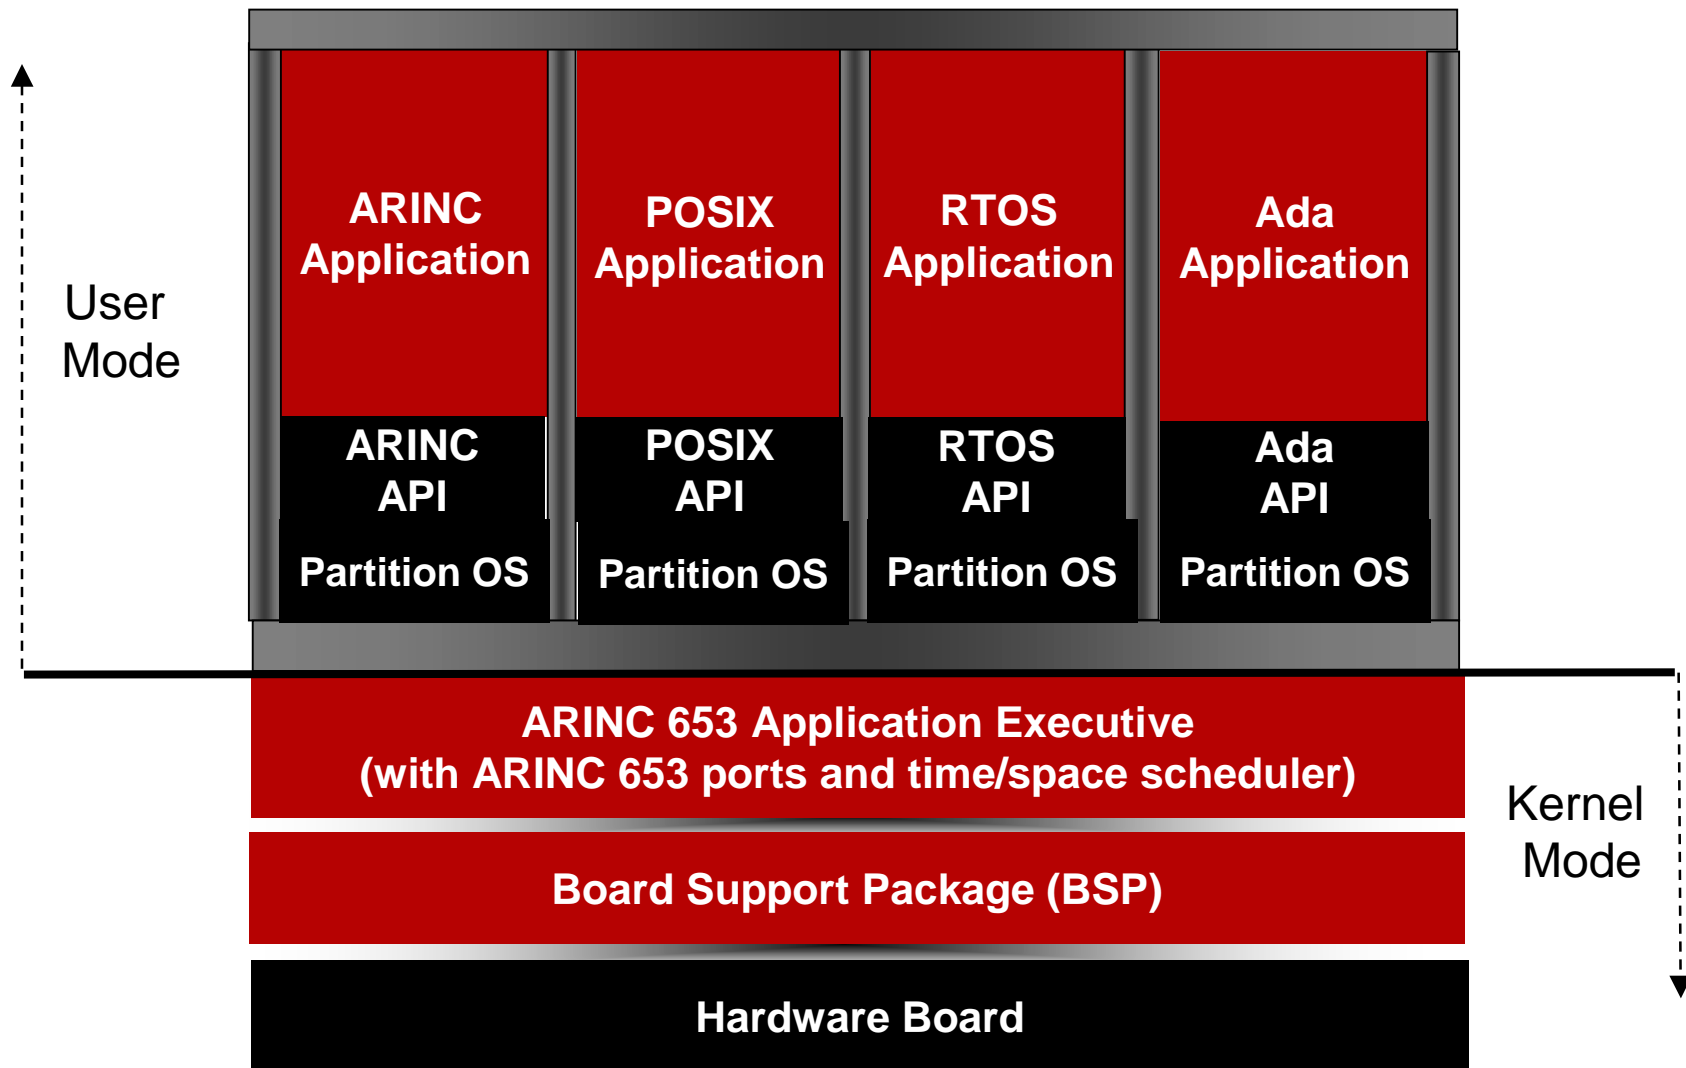 User
Mode
ARINC
Application
POSIX
Application
RTOS
Application
Ada
Application
ARINC
API
POSIX
API
RTOS
API
Ada
API
Partition OS
Partition OS
Partition OS
Partition OS
ARINC 653 Application Executive
(with ARINC 653 ports and time/space scheduler)
Kernel
Mode
Board Support Package (BSP)
Hardware Board